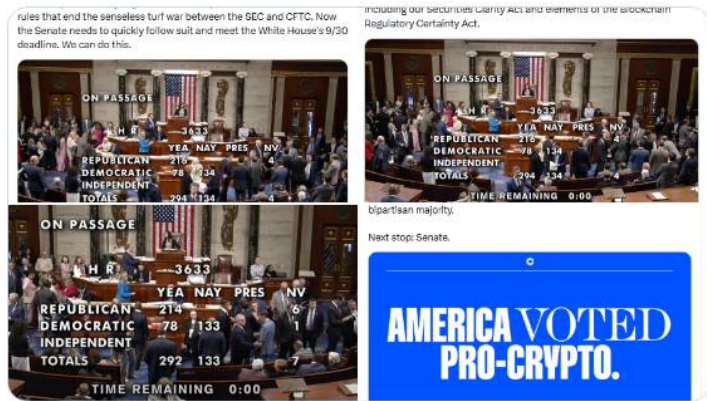 rules that end the senseless turf war between the SEC and CFTC. Now
the Senate needs to quickly follow suit and meet the White House's 9/30
deadline. We can do this.
ON PASSAGE
H R 3633
YEA NAY PRES NV
REPUBLICAN 216 4
DEMOCRATIC 78 134
INDEPENDENT
TOTALS 294 134 4
including our Securities Clarity Act and elements of the Blockchain
Regulatory Certainty Act.
ON PASSAGE
H R 3633
YEA NAY PRES NV
REPUBLICAN 216 4
DEMOCRATIC 78 134
INDEPENDENT
TOTALS 294 134 4
TIME REMAINING 0:00
ON PASSAGE
H R 3633
YEA NAY PRES NV
REPUBLICAN 214 6
DEMOCRATIC 78 133 1
INDEPENDENT
TOTALS 292 133 7
TIME REMAINING 0:00
bipartisan majority.
Next stop: Senate.
AMERICA VOTED
PRO-CRYPTO.